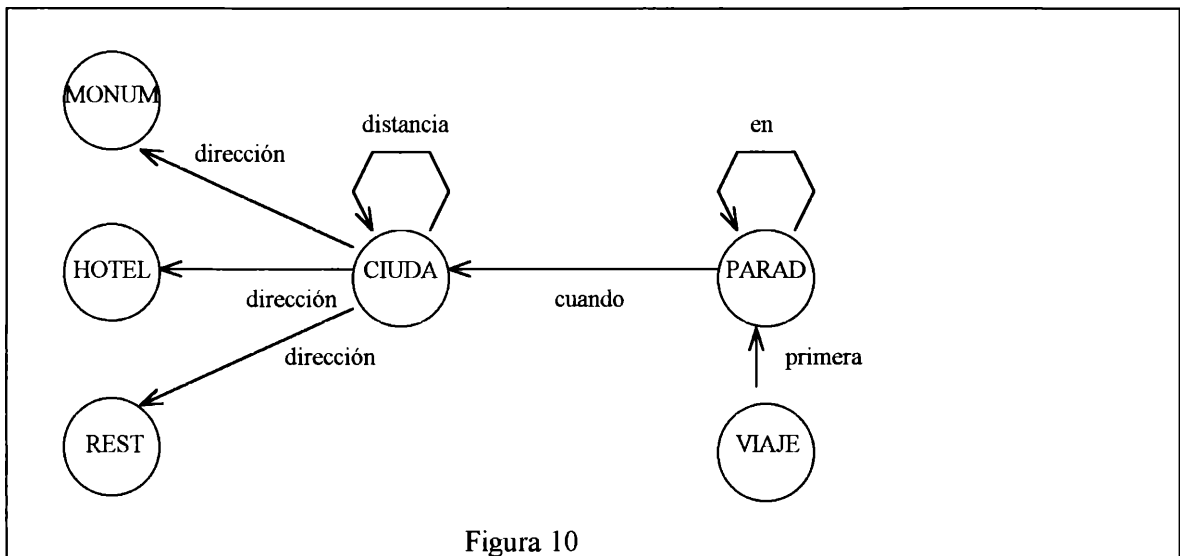 MONUM
distancia
en
dirección
HOTEL
CIUDA
PARAD
dirección
cuando
dirección
primera
REST
VIAJE
Figura 10